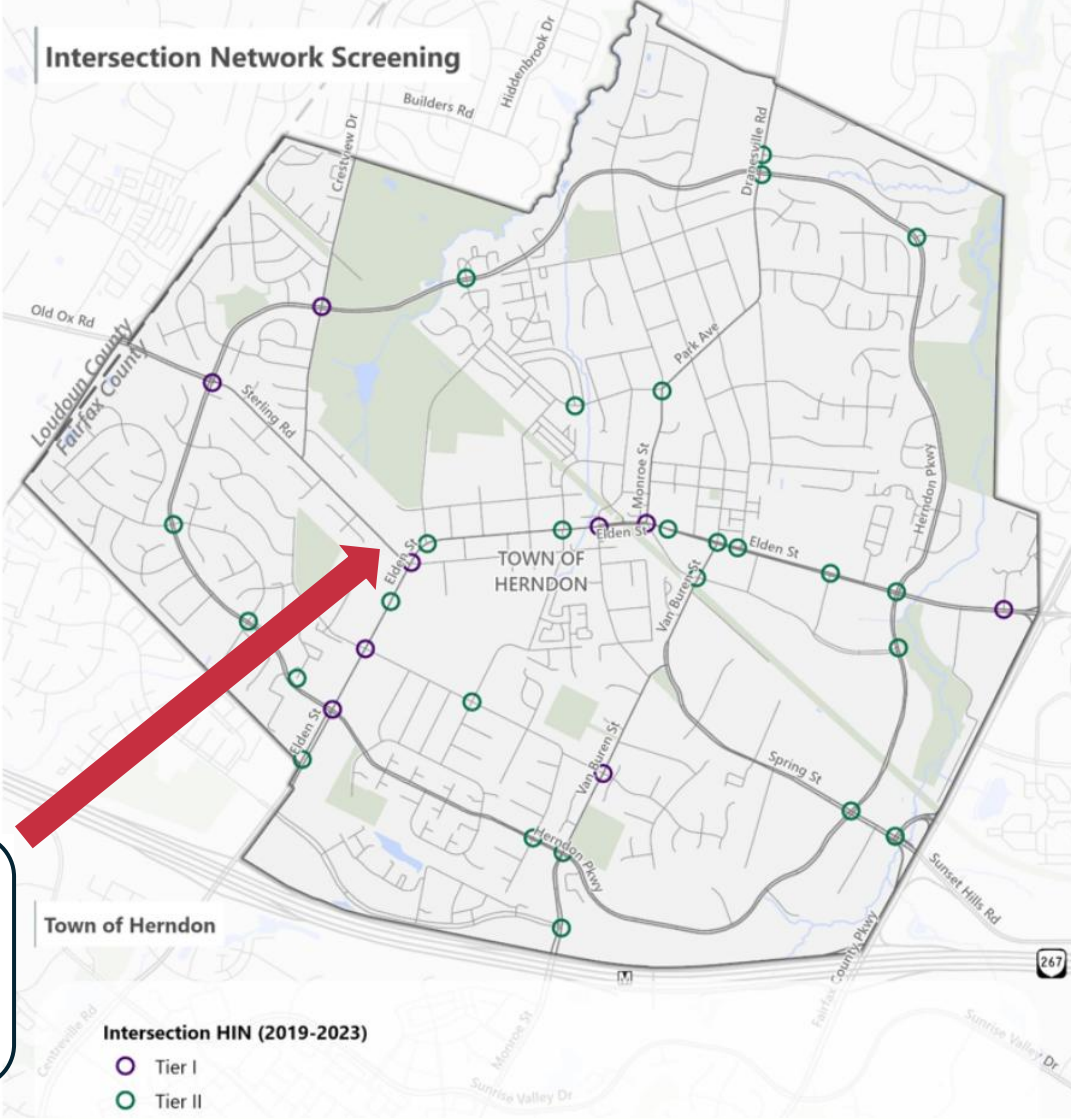 Intersection Network Screening
Hiddenbrook Dr
Builders Rd
Crestview Dr
Dranesville Rd
Old Ox Rd
Loudoun County
Fairfax County
Sterling Rd
Park Ave
Monroe St
Herndon Pkwy
Elden St
Elden St
Elden St
TOWN OF
HERNDON
Van Buren St
Elden St
Van Buren St
Spring St
Herndon Pkwy
Sunset Hills Rd
Town of Herndon
Fairfax County Pkwy
267
M
Intersection HIN (2019-2023)
Tier I
Tier II
Centreville Rd
Monroe St
Sunrise Valley Dr
Sunrise Valley Dr